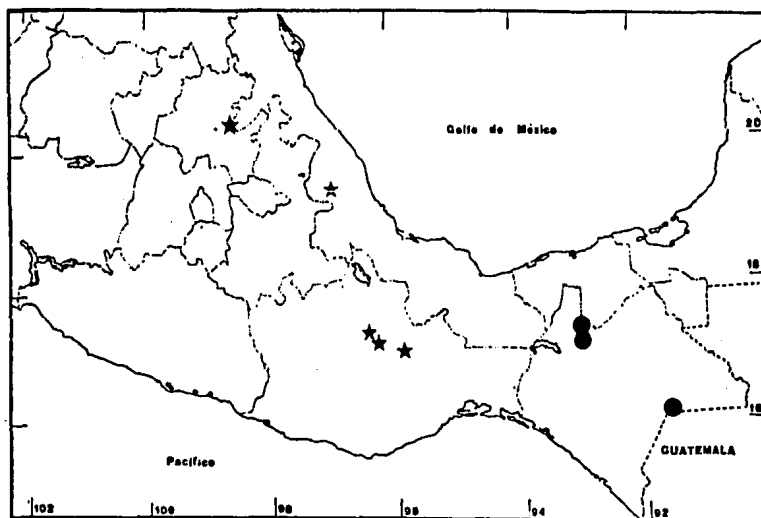 Golfo de México
20
18
16
GUATEMALA
Pacífico
102 100 98 96 94 92